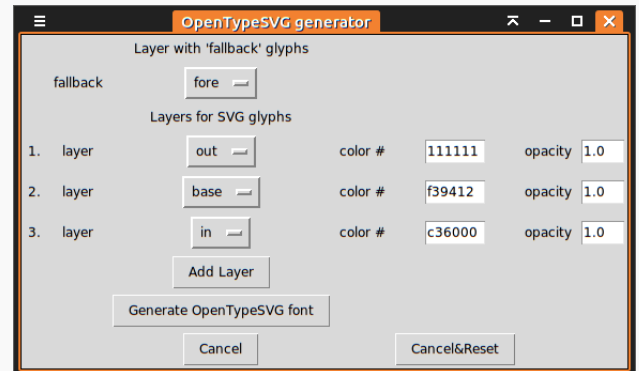 OpenTypeSVG generator
Layer with 'fallback' glyphs
fallback fore
Layers for SVG glyphs
1. layer out color # 111111 opacity 1.0
2. layer base color # f39412 opacity 1.0
3. layer in color # c36000 opacity 1.0
Add Layer
Generate OpenTypeSVG font
Cancel Cancel&Reset